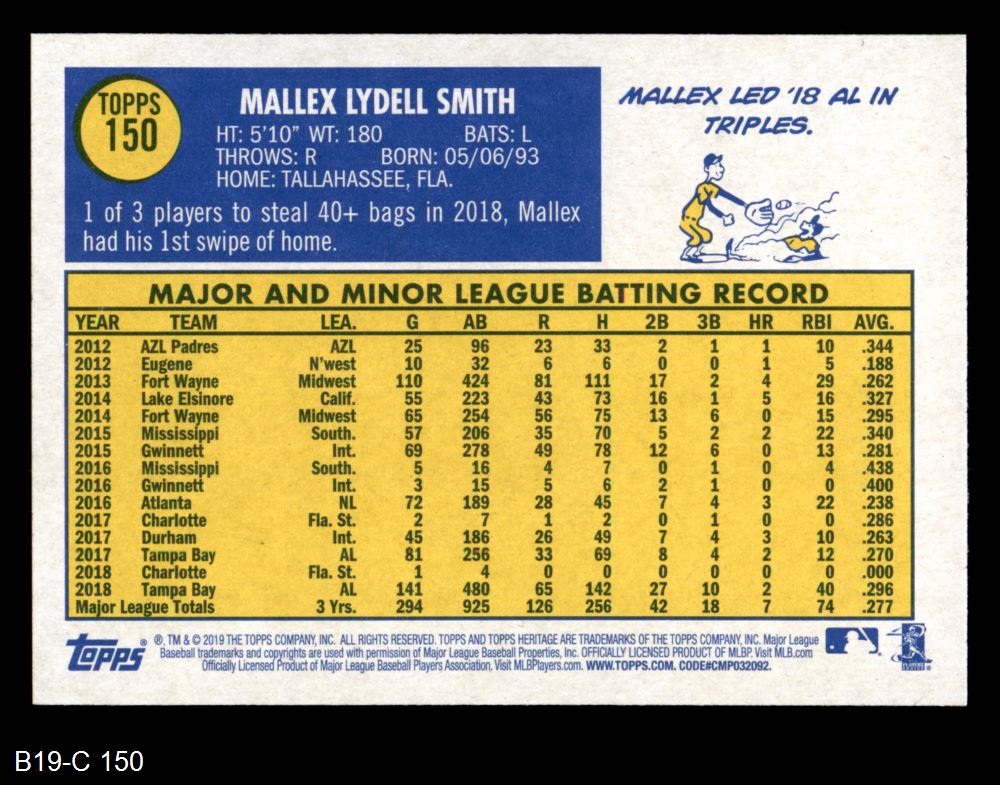 TOPPS
150
MALLEX LYDELL SMITH
HT: 5'10" WT: 180 BATS: L
THROWS: R BORN: 05/06/93
HOME: TALLAHASSEE, FLA.
1 of 3 players to steal 40+ bags in 2018, Mallex
had his 1st swipe of home.
MALLEX LED '18 AL IN
TRIPLES.
MAJOR AND MINOR LEAGUE BATTING RECORD
YEAR TEAM LEA. G AB R H 2B 3B HR RBI AVG.
2012 AZL Padres AZL 25 96 23 33 2 1 1 10 .344
2012 Eugene N'west 10 32 6 6 0 0 1 5 .188
2013 Fort Wayne Midwest 110 424 81 111 17 2 4 29 .262
2014 Lake Elsinore Calif. 55 223 43 73 16 1 5 16 .327
2014 Fort Wayne Midwest 65 254 56 75 13 6 0 15 .295
2015 Mississippi South. 57 206 35 70 5 2 2 22 .340
2015 Gwinnett Int. 69 278 49 78 12 6 0 13 .281
2016 Mississippi South. 5 16 4 7 0 1 0 4 .438
2016 Gwinnett Int. 3 15 5 6 2 1 0 0 .400
2016 Atlanta NL 72 189 28 45 7 4 3 22 .238
2017 Charlotte Fla. St. 2 7 1 2 0 1 0 0 .286
2017 Durham Int. 45 186 26 49 7 4 3 10 .263
2017 Tampa Bay AL 81 256 33 69 8 4 2 12 .270
2018 Charlotte Fla. St. 1 4 0 0 0 0 0 0 .000
2018 Tampa Bay AL 141 480 65 142 27 10 2 40 .296
Major League Totals 3 Yrs. 294 925 126 256 42 18 7 74 .277
Topps ® ®, TM & © 2019 THE TOPPS COMPANY, INC. ALL RIGHTS RESERVED. TOPPS AND TOPPS HERITAGE ARE TRADEMARKS OF THE TOPPS COMPANY, INC. Major League
Baseball trademarks and copyrights are used with permission of Major League Baseball Properties, Inc. OFFICIALLY LICENSED PRODUCT OF MLBP. Visit MLB.com
Officially Licensed Product of Major League Baseball Players Association. Visit MLBPlayers.com. WWW.TOPPS.COM. CODE#CMP032092.
B19-C 150